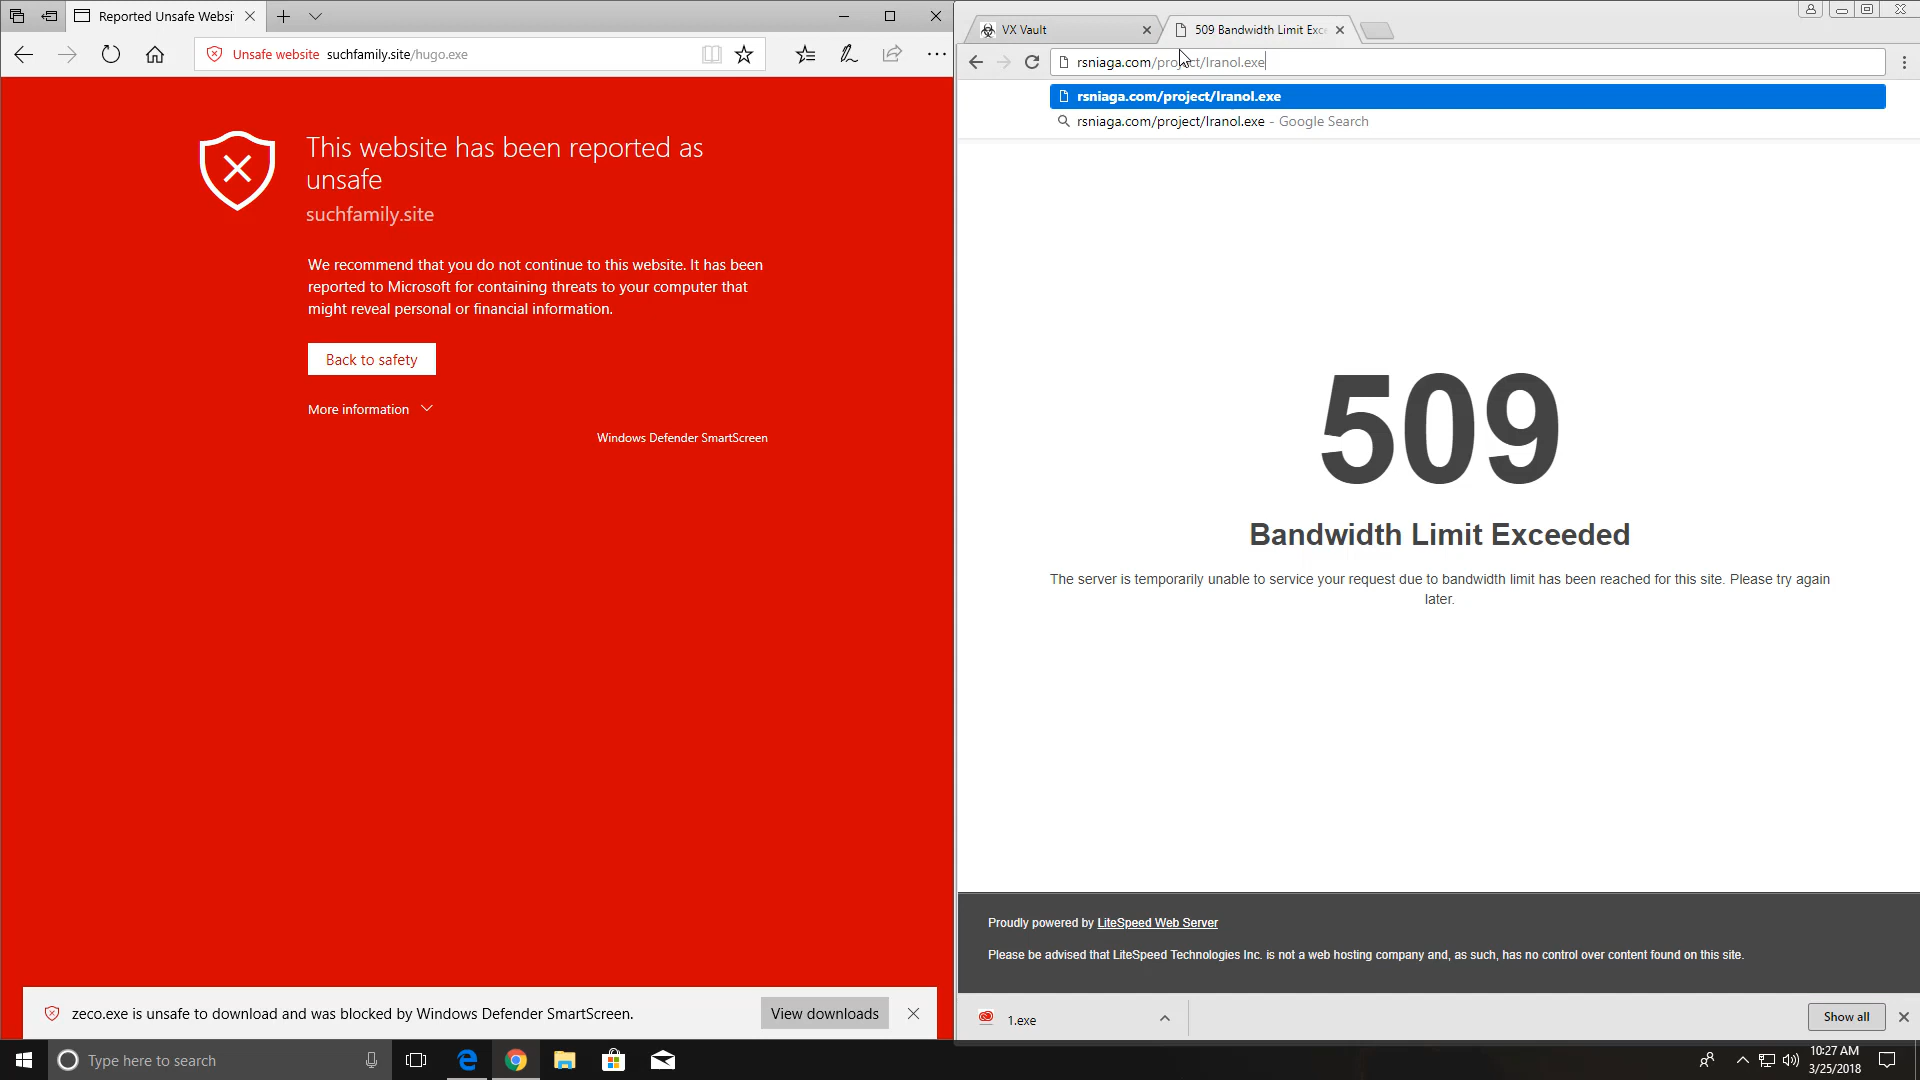 Reported Unsafe Websi
Unsafe website suchfamily.site/hugo.exe
This website has been reported as
unsafe
suchfamily.site
We recommend that you do not continue to this website. It has been
reported to Microsoft for containing threats to your computer that
might reveal personal or financial information.
Back to safety
More information
Windows Defender SmartScreen
zeco.exe is unsafe to download and was blocked by Windows Defender SmartScreen.
View downloads
VX Vault
509 Bandwidth Limit Exce
rsniaga.com/project/Iranol.exe
rsniaga.com/project/Iranol.exe
rsniaga.com/project/Iranol.exe - Google Search
509
Bandwidth Limit Exceeded
The server is temporarily unable to service your request due to bandwidth limit has been reached for this site. Please try again
later.
Proudly powered by LiteSpeed Web Server
Please be advised that LiteSpeed Technologies Inc. is not a web hosting company and, as such, has no control over content found on this site.
1.exe
Show all
Type here to search
10:27 AM
3/25/2018